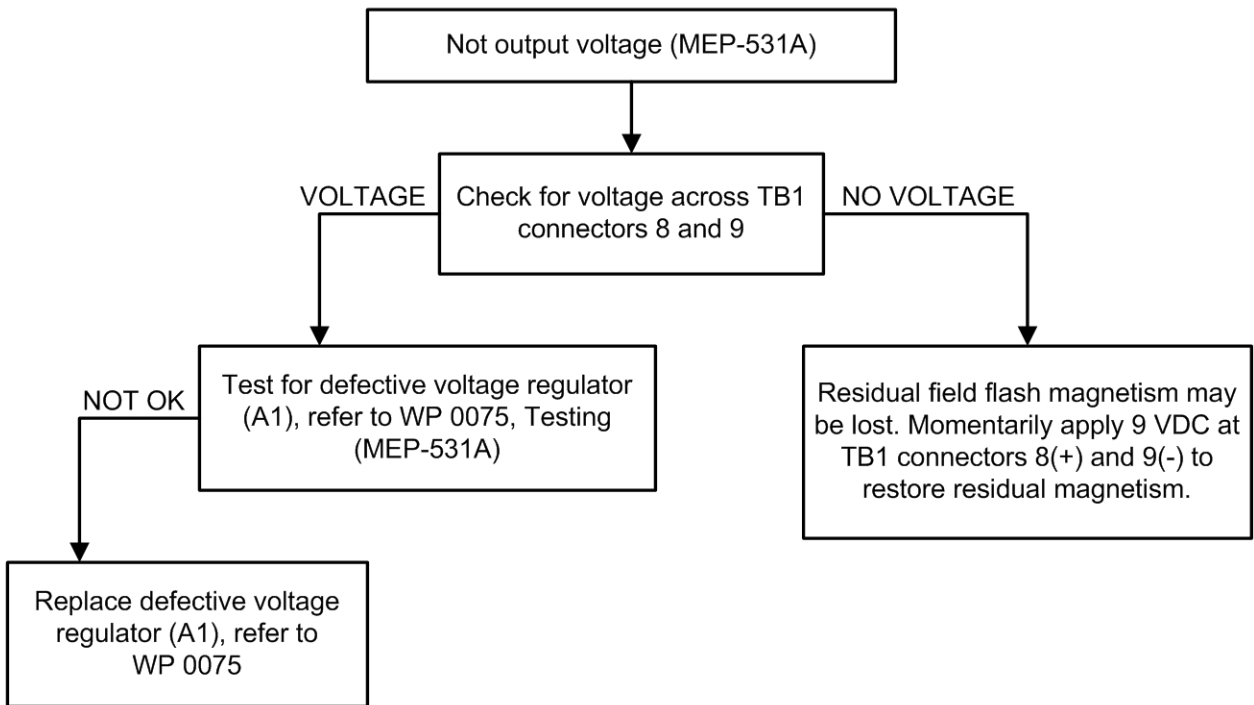 Not output voltage (MEP-531A)
VOLTAGE
Check for voltage across TB1
connectors 8 and 9
NO VOLTAGE
NOT OK
Test for defective voltage regulator
(A1), refer to WP 0075, Testing
(MEP-531A)
Residual field flash magnetism may
be lost. Momentarily apply 9 VDC at
TB1 connectors 8(+) and 9(-) to
restore residual magnetism.
Replace defective voltage
regulator (A1), refer to
WP 0075